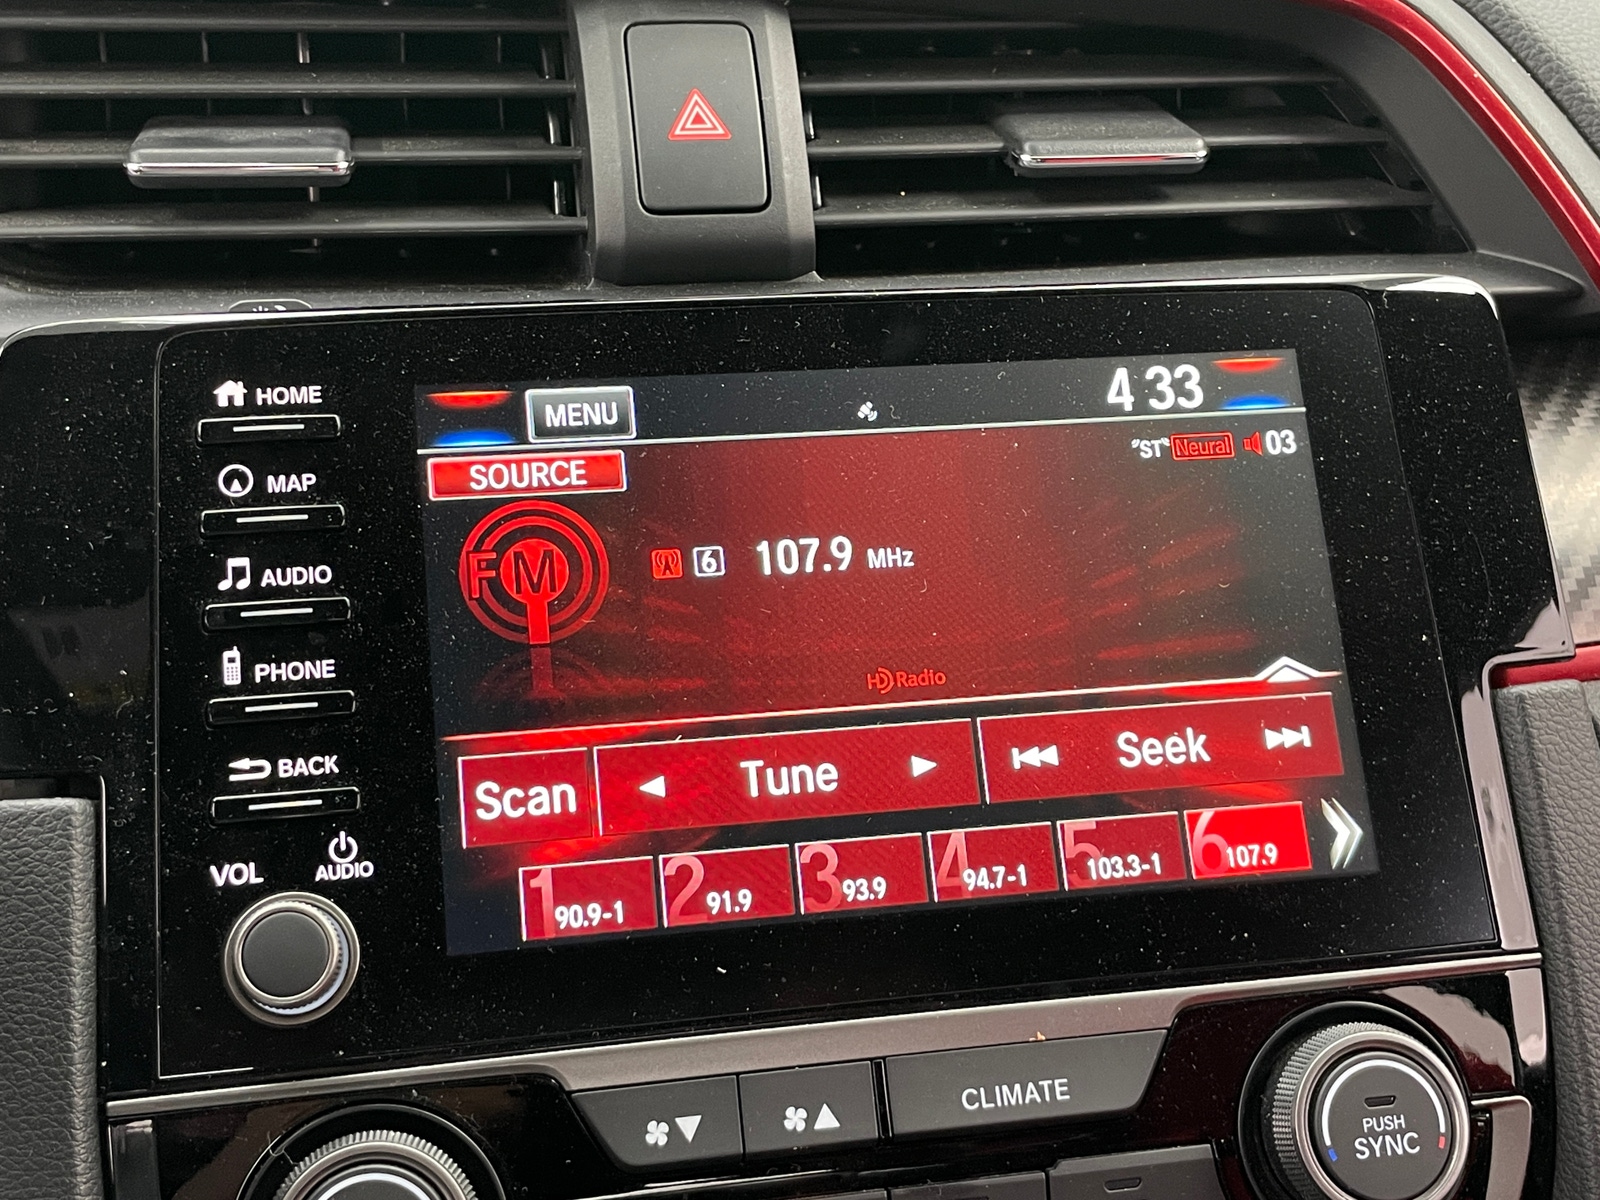 HOME
MAP
AUDIO
PHONE
BACK
VOL
AUDIO
MENU
4:33
SOURCE
"ST" Neural 03
FM
6 107.9 MHz
HD Radio
Scan
Tune
Seek
1 90.9-1
2 91.9
3 93.9
4 94.7-1
5 103.3-1
6 107.9
CLIMATE
PUSH
SYNC